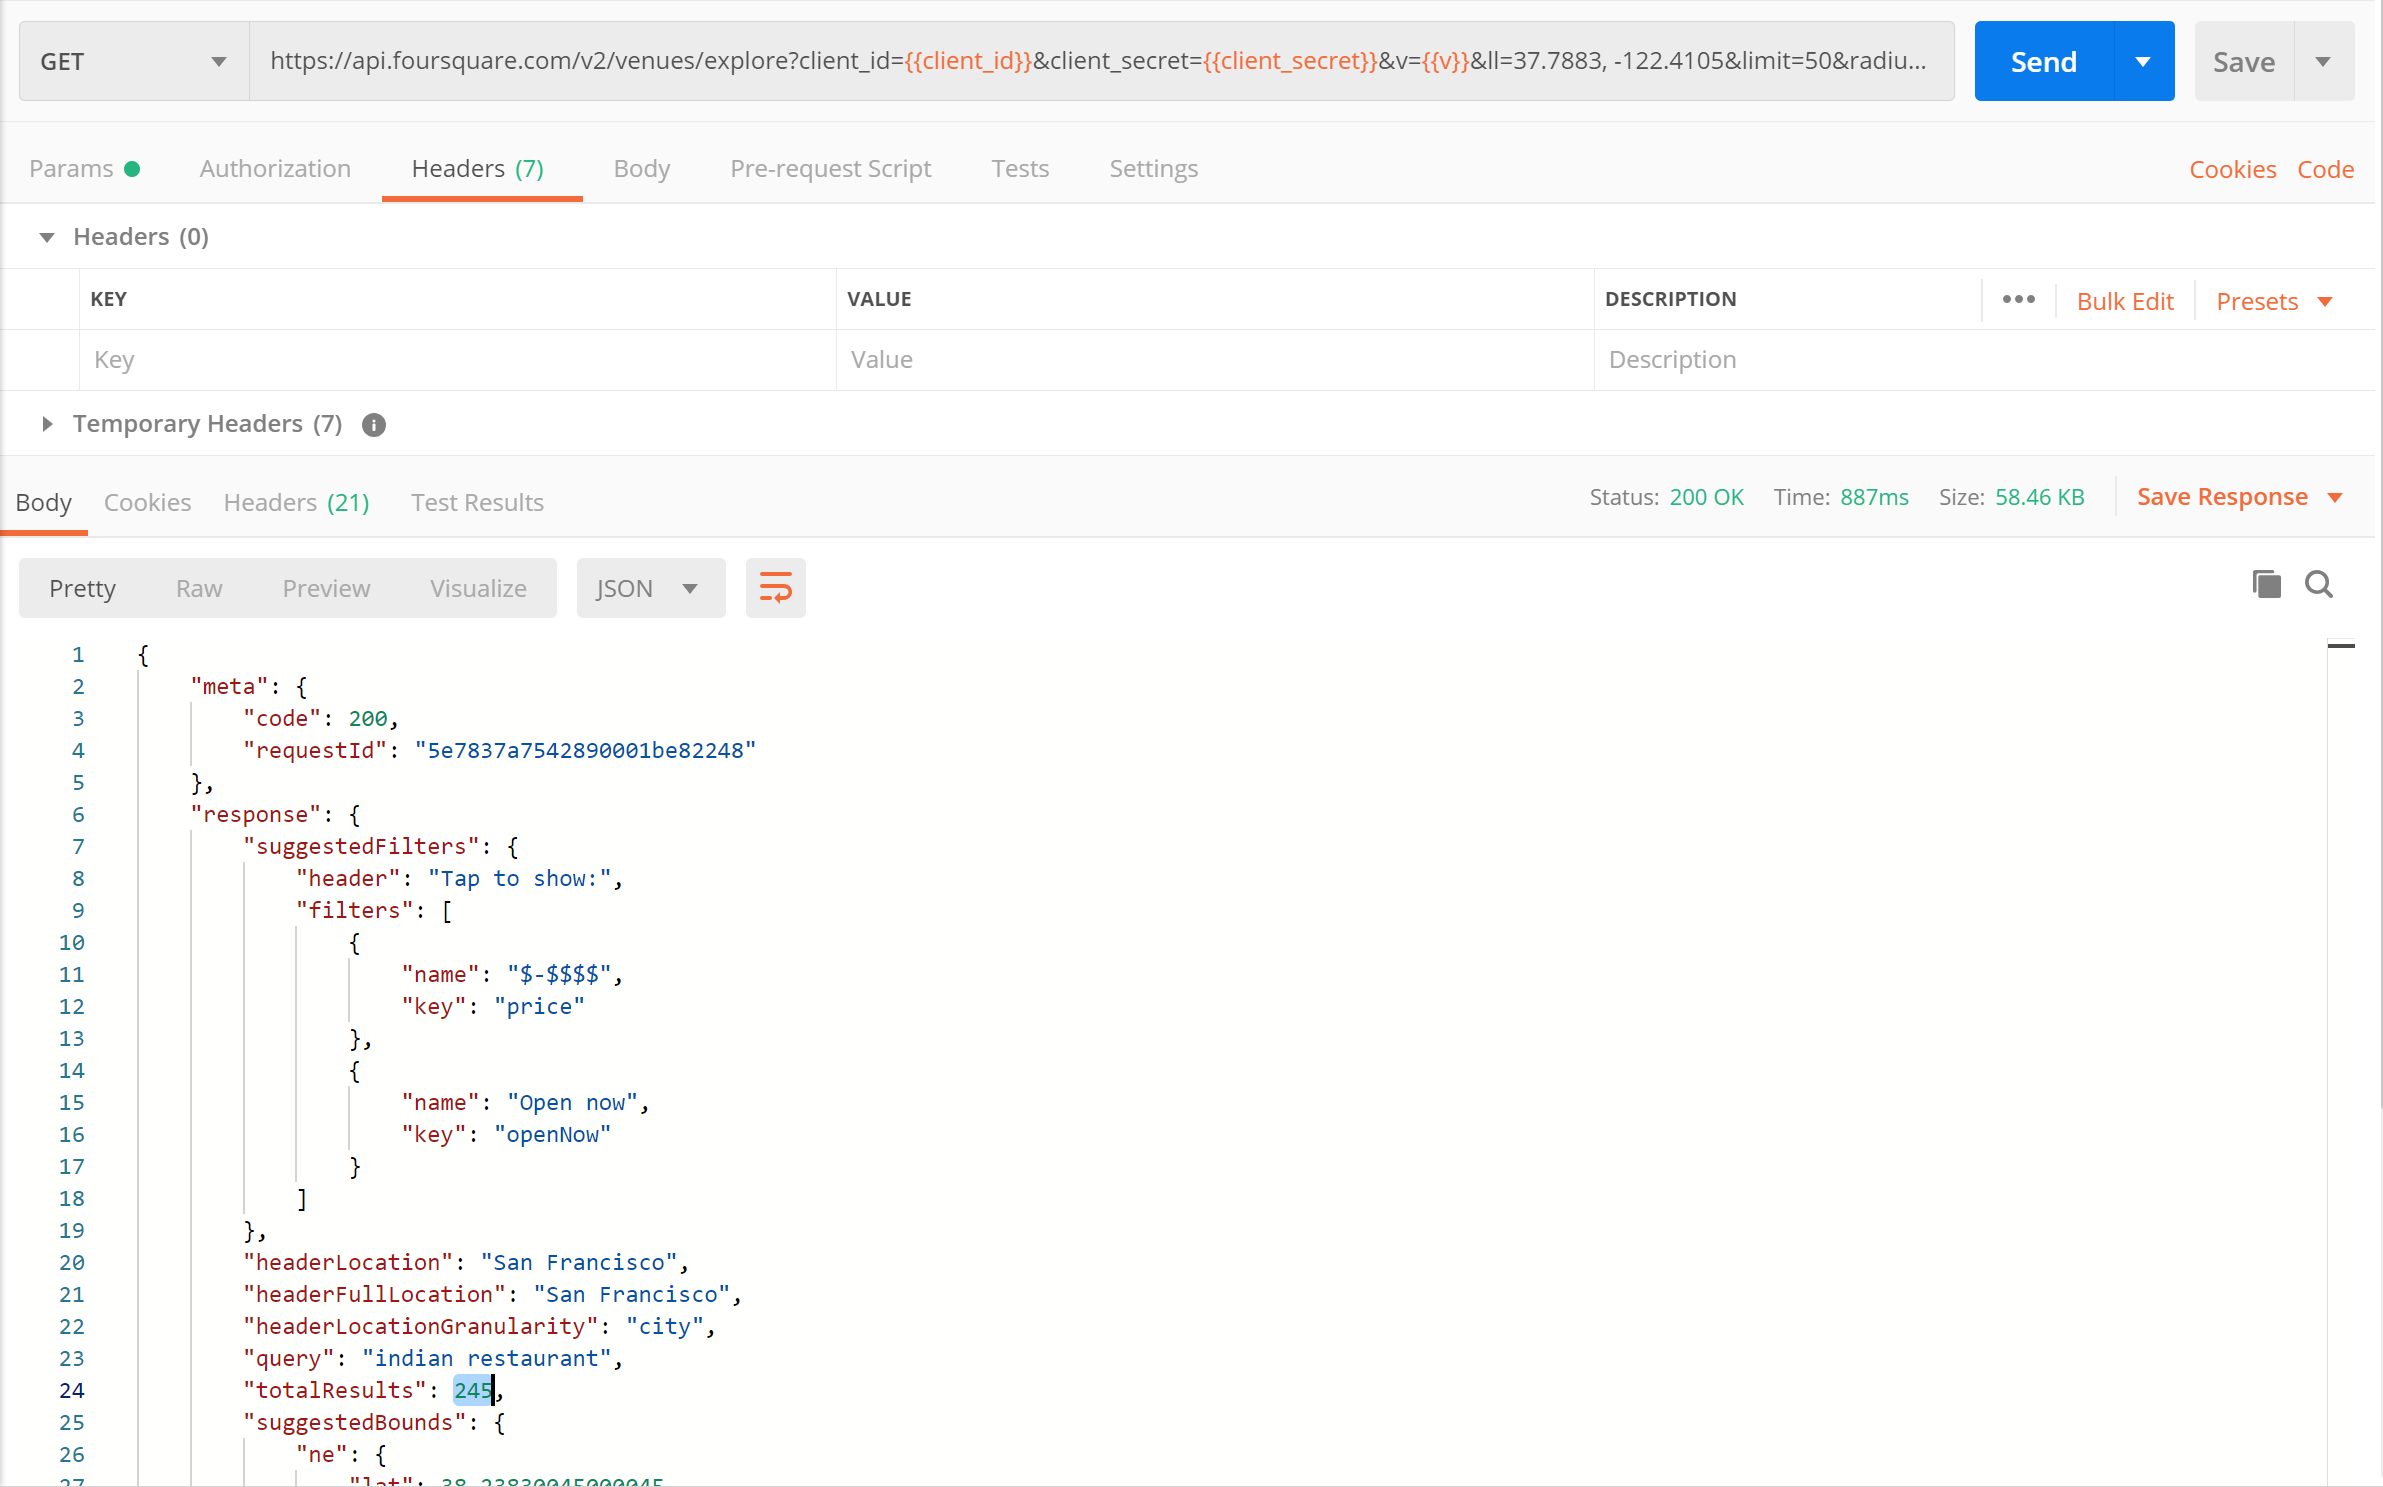 GET https://api.foursquare.com/v2/venues/explore?client_id={{client_id}}&client_secret={{client_secret}}&v={{v}}&ll=37.7883, -122.4105&limit=50&radiu... Send Save
Params Authorization Headers (7) Body Pre-request Script Tests Settings Cookies Code
Headers (0)
KEY VALUE DESCRIPTION ••• Bulk Edit Presets
Key Value Description
Temporary Headers (7) i
Body Cookies Headers (21) Test Results Status: 200 OK Time: 887ms Size: 58.46 KB Save Response
Pretty Raw Preview Visualize JSON
1 {
2 "meta": {
3 "code": 200,
4 "requestId": "5e7837a7542890001be82248"
5 },
6 "response": {
7 "suggestedFilters": {
8 "header": "Tap to show:",
9 "filters": [
10 {
11 "name": "$-$$$$",
12 "key": "price"
13 },
14 {
15 "name": "Open now",
16 "key": "openNow"
17 }
18 ]
19 },
20 "headerLocation": "San Francisco",
21 "headerFullLocation": "San Francisco",
22 "headerLocationGranularity": "city",
23 "query": "indian restaurant",
24 "totalResults": 245,
25 "suggestedBounds": {
26 "ne": {
27 "lat": 38.23830045000045